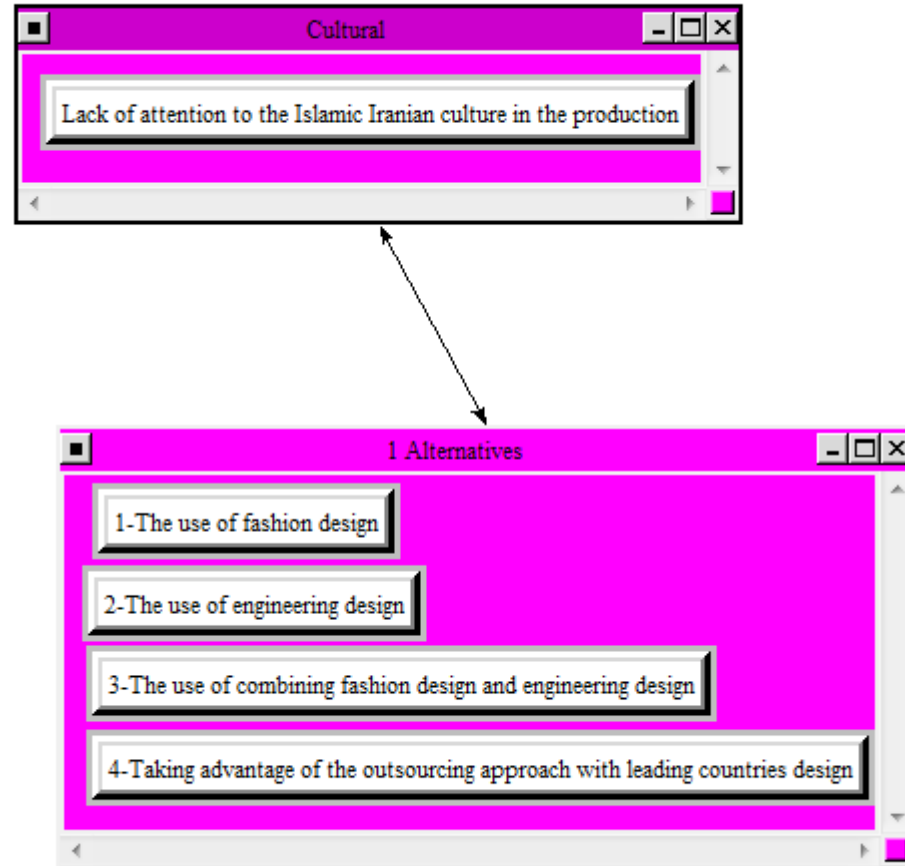 Cultural
Lack of attention to the Islamic Iranian culture in the production
1 Alternatives
1-The use of fashion design
2-The use of engineering design
3-The use of combining fashion design and engineering design
4-Taking advantage of the outsourcing approach with leading countries design